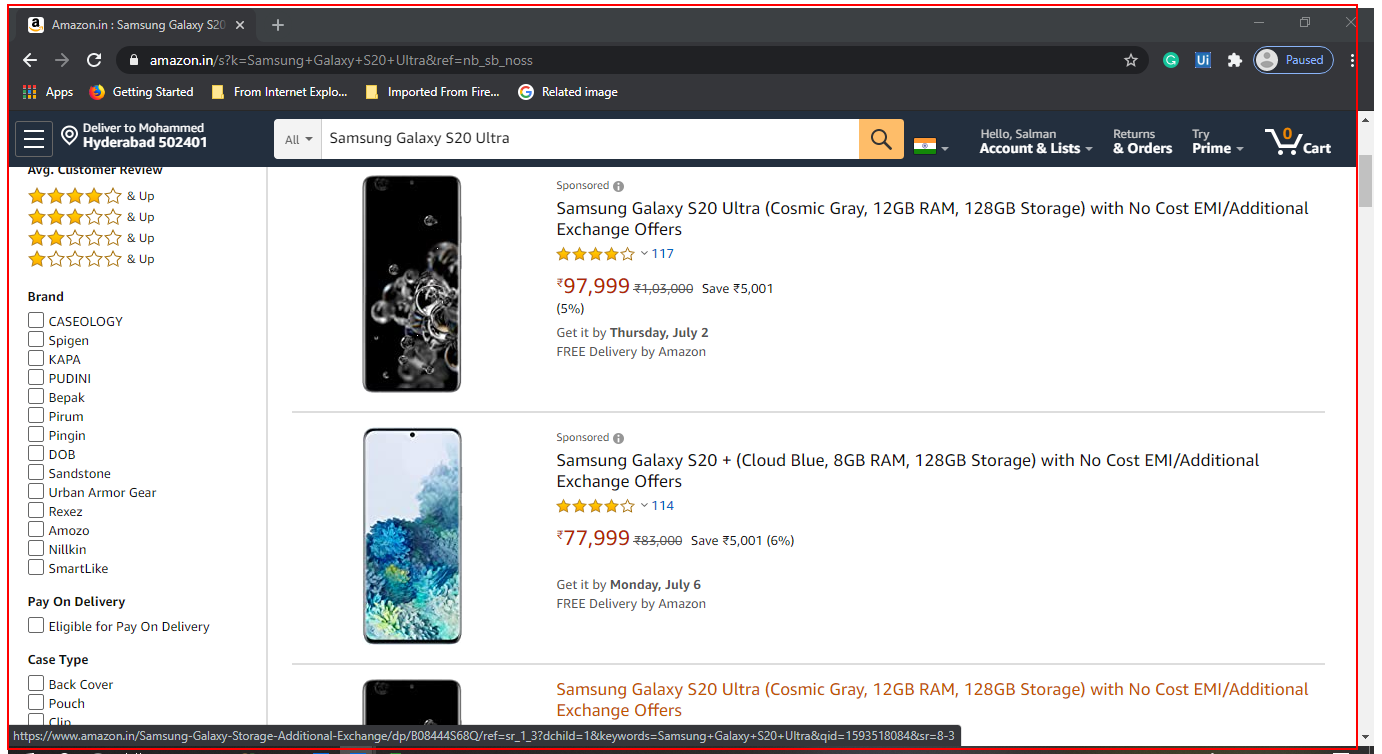 Amazon.in : Samsung Galaxy S20
amazon.in/s?k=Samsung+Galaxy+S20+Ultra&ref=nb_sb_noss
Ui
Paused
Apps
Getting Started
From Internet Explo...
Imported From Fire...
Related image
Deliver to Mohammed
Hyderabad 502401
All
Samsung Galaxy S20 Ultra
Hello, Salman
Account & Lists
Returns
& Orders
Try
Prime
0
Cart
Avg. Customer Review
& Up
& Up
& Up
& Up
Brand
CASEOLOGY
Spigen
KAPA
PUDINI
Bepak
Pirum
Pingin
DOB
Sandstone
Urban Armor Gear
Rexez
Amozo
Nillkin
SmartLike
Pay On Delivery
Eligible for Pay On Delivery
Case Type
Back Cover
Pouch
Clip
Sponsored
Samsung Galaxy S20 Ultra (Cosmic Gray, 12GB RAM, 128GB Storage) with No Cost EMI/Additional
Exchange Offers
117
₹97,999 ₹1,03,000 Save ₹5,001
(5%)
Get it by Thursday, July 2
FREE Delivery by Amazon
Sponsored
Samsung Galaxy S20 + (Cloud Blue, 8GB RAM, 128GB Storage) with No Cost EMI/Additional
Exchange Offers
114
₹77,999 ₹83,000 Save ₹5,001 (6%)
Get it by Monday, July 6
FREE Delivery by Amazon
Samsung Galaxy S20 Ultra (Cosmic Gray, 12GB RAM, 128GB Storage) with No Cost EMI/Additional
Exchange Offers
https://www.amazon.in/Samsung-Galaxy-Storage-Additional-Exchange/dp/B08444S68Q/ref=sr_1_3?dchild=1&keywords=Samsung+Galaxy+S20+Ultra&qid=1593518084&sr=8-3